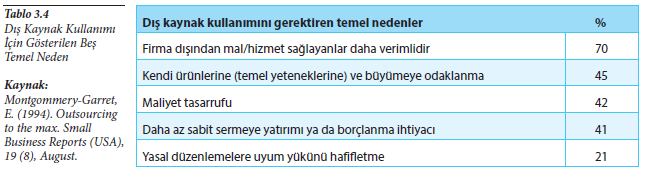 Tablo 3.4
Dış Kaynak Kullanımı
İçin Gösterilen Beş
Temel Neden
Kaynak:
Montgommery-Garret,
E. (1994). Outsourcing
to the max. Small
Business Reports (USA),
19 (8), August.
Dış kaynak kullanımını gerektiren temel nedenler %
Firma dışından mal/hizmet sağlayanlar daha verimlidir 70
Kendi ürünlerine (temel yeteneklerine) ve büyümeye odaklanma 45
Maliyet tasarrufu 42
Daha az sabit sermeye yatırımı ya da borçlanma ihtiyacı 41
Yasal düzenlemelere uyum yükünü hafifletme 21